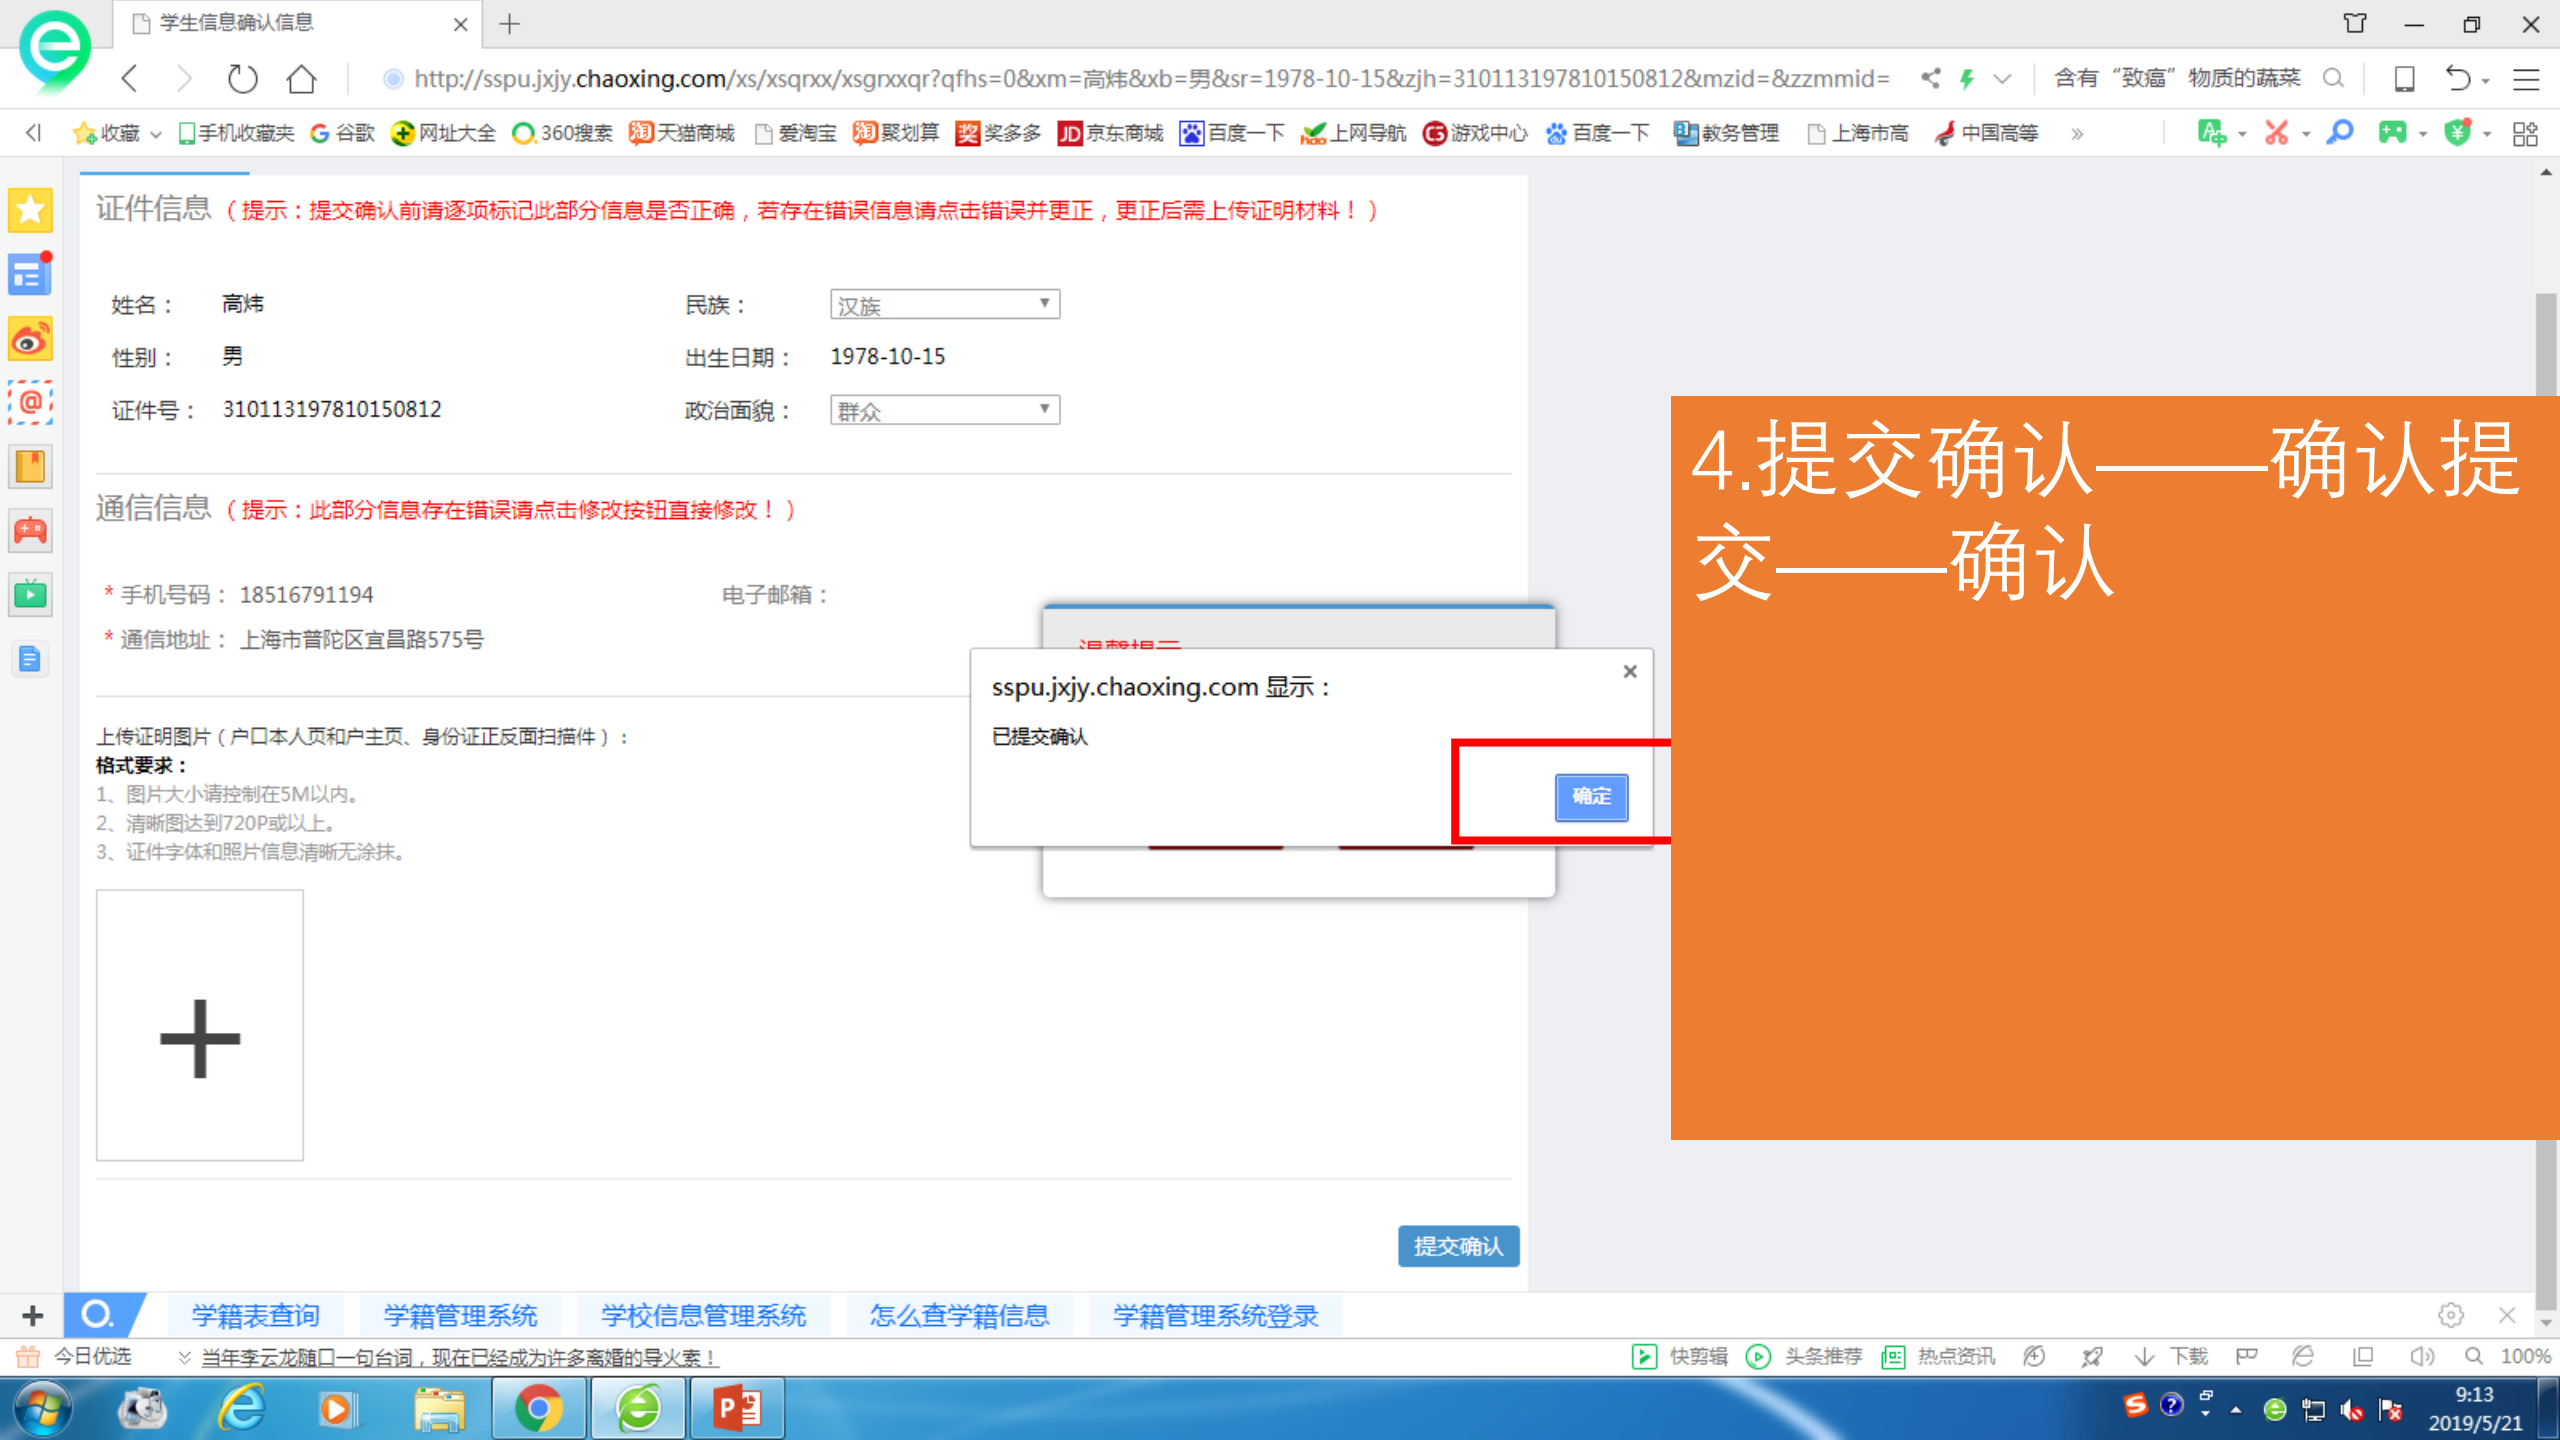 学生信息确认信息
http://sspu.jxjy.chaoxing.com/xs/xsqrxx/xsgrxxqr?qfhs=0&xm=高炜&xb=男&sr=1978-10-15&zjh=310113197810150812&mzid=&zzmmid=
含有“致癌”物质的蔬菜
收藏 手机收藏夹 谷歌 网址大全 360搜索 天猫商城 爱淘宝 聚划算 奖多多 京东商城 百度一下 上网导航 游戏中心 百度一下 教务管理 上海市高 中国高等 »
证件信息（提示：提交确认前请逐项标记此部分信息是否正确，若存在错误信息请点击错误并更正，更正后需上传证明材料！）
姓名： 高炜 民族： 汉族
性别： 男 出生日期： 1978-10-15
证件号： 310113197810150812 政治面貌： 群众
4.提交确认——确认提
交——确认
通信信息（提示：此部分信息存在错误请点击修改按钮直接修改！）
* 手机号码： 18516791194 电子邮箱：
* 通信地址： 上海市普陀区宜昌路575号
sspu.jxjy.chaoxing.com 显示：
已提交确认
确定
上传证明图片（户口本人页和户主页、身份证正反面扫描件）：
格式要求：
1、图片大小请控制在5M以内。
2、清晰图达到720P或以上。
3、证件字体和照片信息清晰无涂抹。
提交确认
学籍表查询 学籍管理系统 学校信息管理系统 怎么查学籍信息 学籍管理系统登录
今日优选 当年李云龙随口一句台词，现在已经成为许多离婚的导火索！ 快剪辑 头条推荐 热点资讯 下载 100%
9:13
2019/5/21